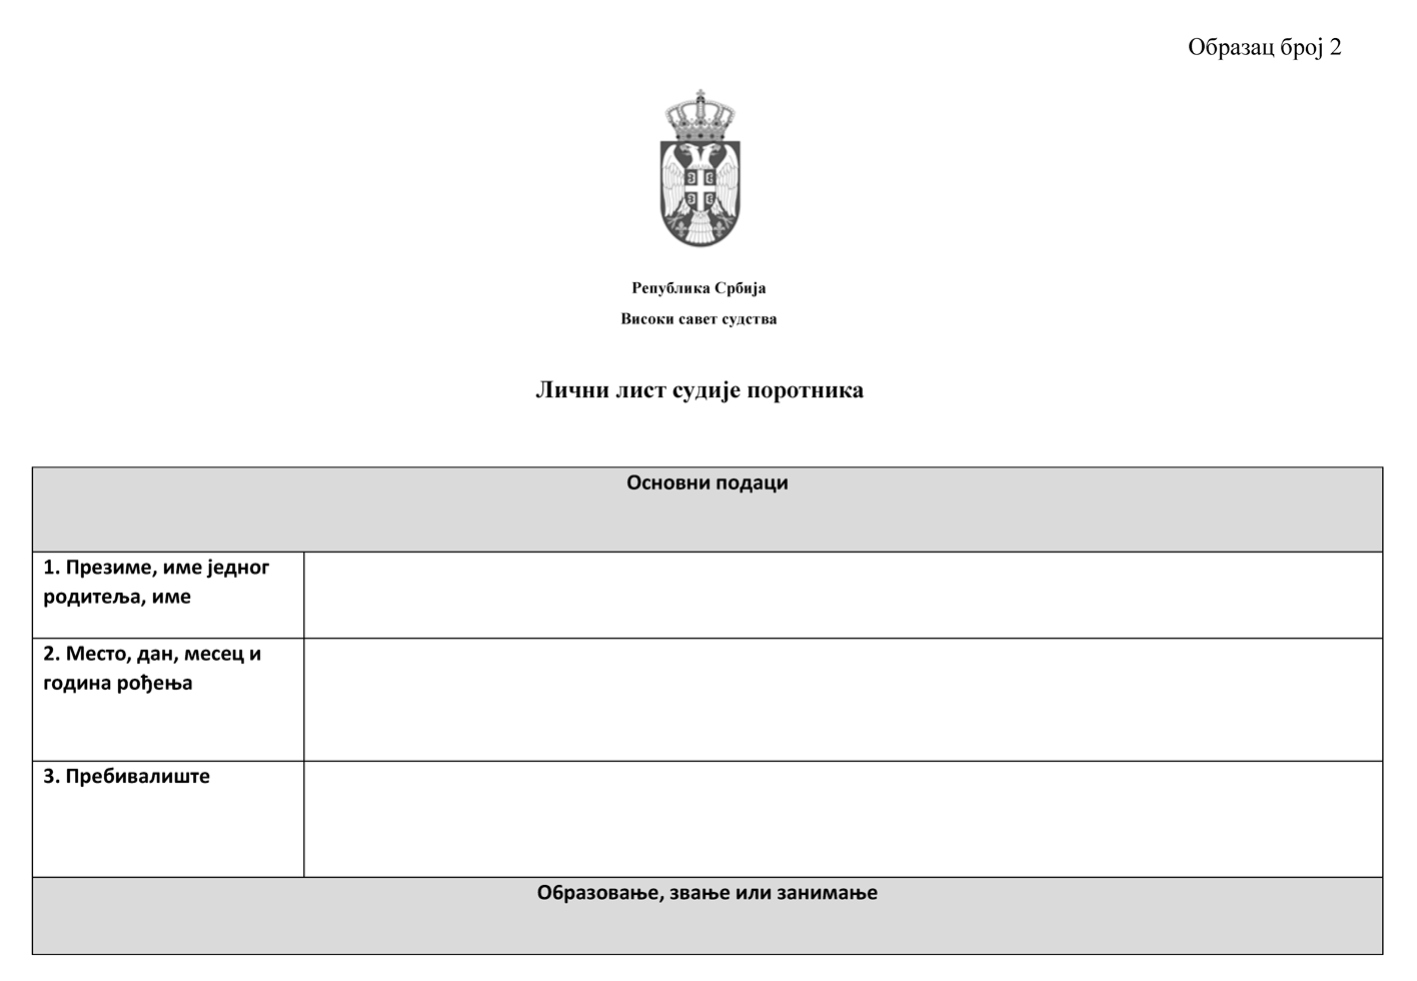 Образац број 2
Република Србија
Високи савет судства
Лични лист судије поротника
Основни подаци
1. Презиме, име једног
родитеља, име
2. Место, дан, месец и
година рођења
3. Пребивалиште
Образовање, звање или занимање